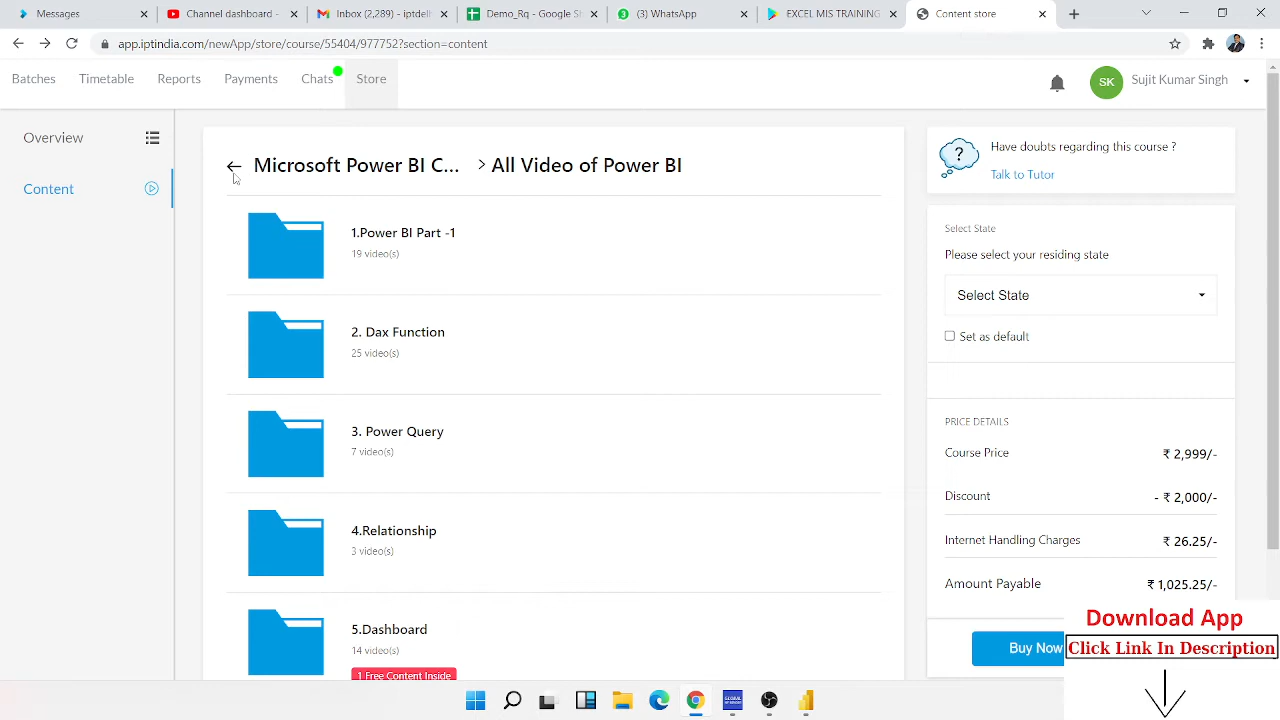 Messages
Channel dashboard -
Inbox (2,289) - iptdelh
Demo_Rq - Google Sh
(3) WhatsApp
EXCEL MIS TRAINING
Content store
app.iptindia.com/newApp/store/course/55404/977752?section=content
Batches
Timetable
Reports
Payments
Chats
Store
SK
Sujit Kumar Singh
Overview
Content
Microsoft Power BI C... > All Video of Power BI
1.Power BI Part -1
19 video(s)
2. Dax Function
25 video(s)
3. Power Query
7 video(s)
4.Relationship
3 video(s)
5.Dashboard
14 video(s)
1 Free Content Inside
Have doubts regarding this course ?
Talk to Tutor
Select State
Please select your residing state
Select State
Set as default
PRICE DETAILS
Course Price ₹ 2,999/-
Discount - ₹ 2,000/-
Internet Handling Charges ₹ 26.25/-
Amount Payable ₹ 1,025.25/-
Buy Now
Download App
Click Link In Description